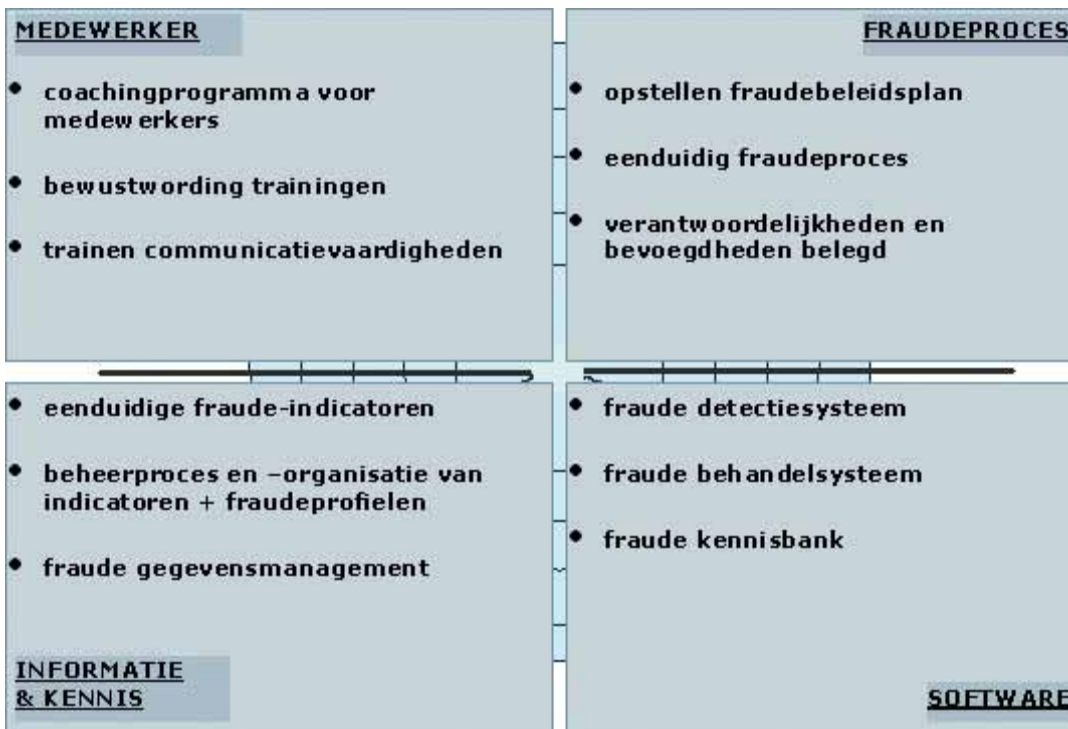 MEDEWERKER
• coachingprogramma voor
medewerkers
• bewustwording trainingen
• trainen communicatievaardigheden
FRAUDEPROCES
• opstellen fraudebeleidsplan
• eenduidig fraudeproces
• verantwoordelijkheden en
bevoegdheden belegd
• eenduidige fraude-indicatoren
• beheerproces en –organisatie van
indicatoren + fraudeprofielen
• fraude gegevensmanagement
INFORMATIE
& KENNIS
• fraude detectiesysteem
• fraude behandelsysteem
• fraude kennisbank
SOFTWARE